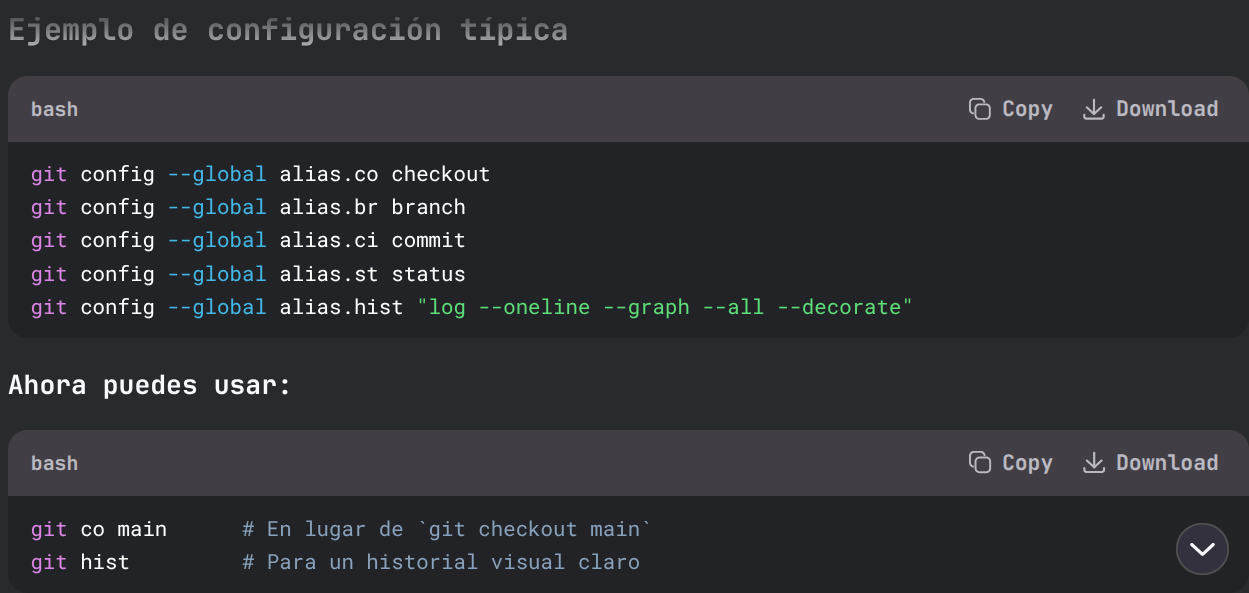 Ejemplo de configuración típica
bash Copy Download
git config --global alias.co checkout
git config --global alias.br branch
git config --global alias.ci commit
git config --global alias.st status
git config --global alias.hist "log --oneline --graph --all --decorate"
Ahora puedes usar:
bash Copy Download
git co main      # En lugar de `git checkout main`
git hist         # Para un historial visual claro